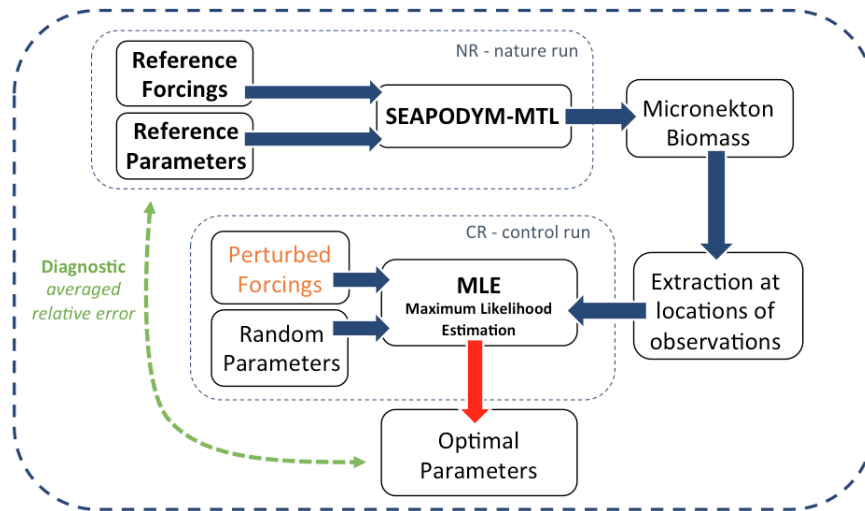 NR - nature run
Reference
Forcings
Reference
Parameters
SEAPODYM-MTL
Micronekton
Biomass
CR - control run
Perturbed
Forcings
Random
Parameters
MLE
Maximum Likelihood
Estimation
Extraction at
locations of
observations
Diagnostic
averaged
relative error
Optimal
Parameters